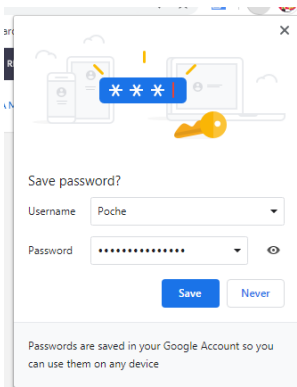 * * *
Save password?
Username Poche
Password •••••••••••••••
Save Never
Passwords are saved in your Google Account so you
can use them on any device